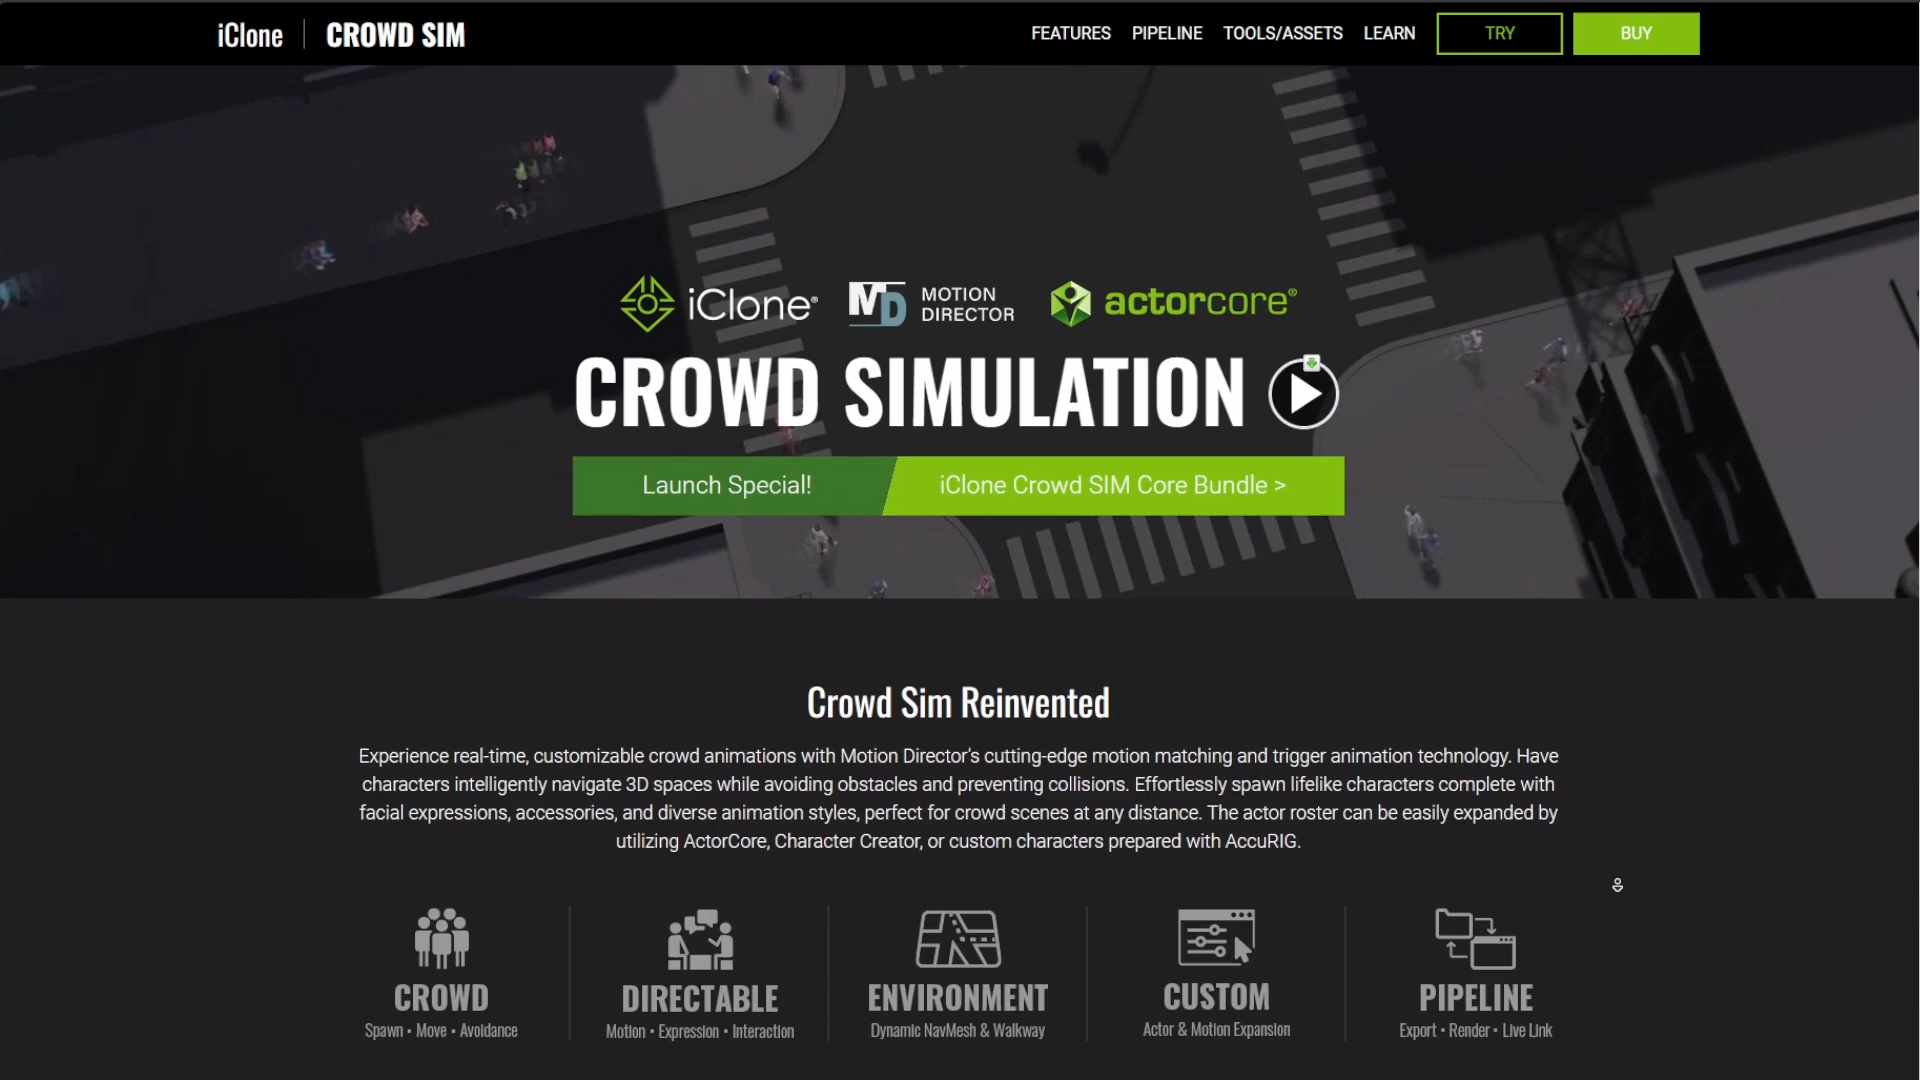 iClone | CROWD SIM
FEATURES PIPELINE TOOLS/ASSETS LEARN TRY BUY
iClone® MD MOTION DIRECTOR actorcore®
CROWD SIMULATION
Launch Special! iClone Crowd SIM Core Bundle >
Crowd Sim Reinvented
Experience real-time, customizable crowd animations with Motion Director’s cutting-edge motion matching and trigger animation technology. Have
characters intelligently navigate 3D spaces while avoiding obstacles and preventing collisions. Effortlessly spawn lifelike characters complete with
facial expressions, accessories, and diverse animation styles, perfect for crowd scenes at any distance. The actor roster can be easily expanded by
utilizing ActorCore, Character Creator, or custom characters prepared with AccuRIG.
CROWD
Spawn • Move • Avoidance
DIRECTABLE
Motion • Expression • Interaction
ENVIRONMENT
Dynamic NavMesh & Walkway
CUSTOM
Actor & Motion Expansion
PIPELINE
Export • Render • Live Link